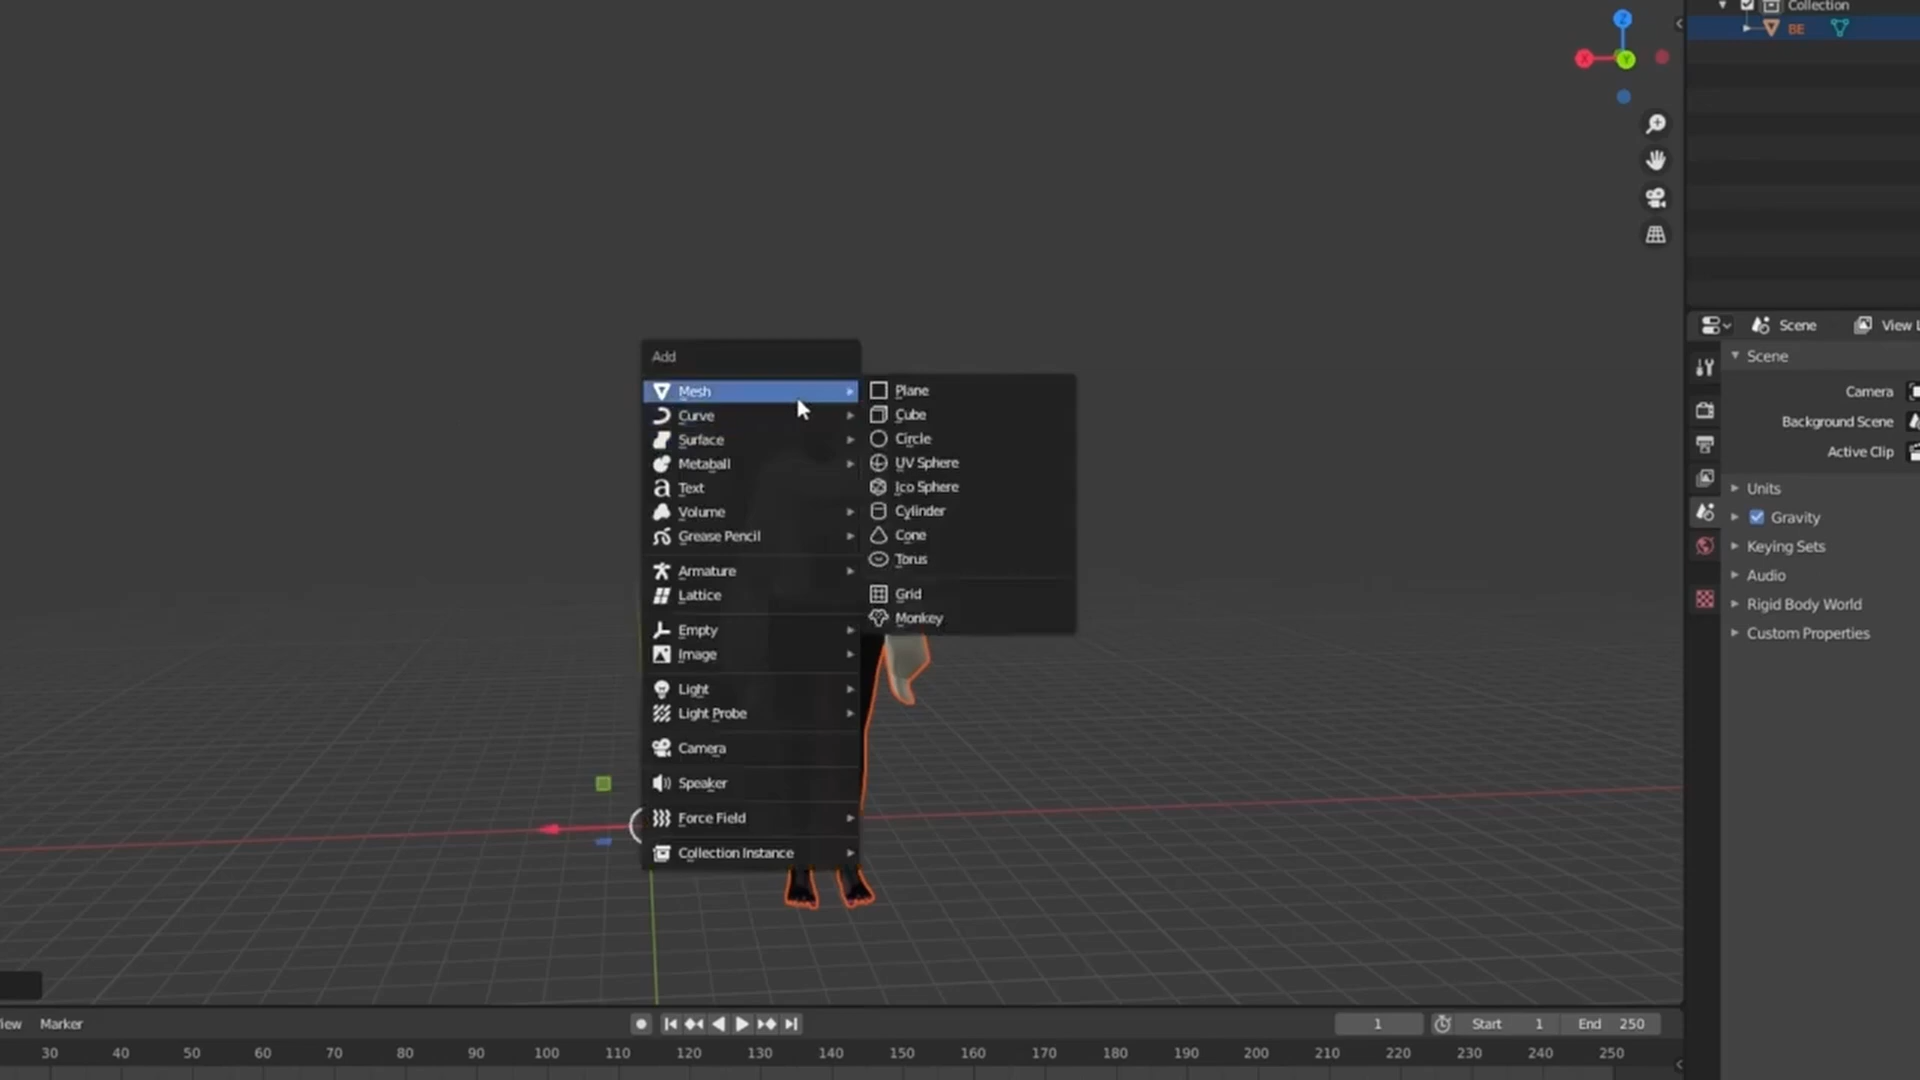 Collection
BE
Z
X
Y
Add
Mesh
Curve
Surface
Metaball
Text
Volume
Grease Pencil
Armature
Lattice
Empty
Image
Light
Light Probe
Camera
Speaker
Force Field
Collection Instance
Plane
Cube
Circle
UV Sphere
Ico Sphere
Cylinder
Cone
Torus
Grid
Monkey
Scene View L
Scene
Camera
Background Scene
Active Clip
Units
Gravity
Keying Sets
Audio
Rigid Body World
Custom Properties
iew Marker 1 Start 1 End 250
30 40 50 60 70 80 90 100 110 120 130 140 150 160 170 180 190 200 210 220 230 240 250